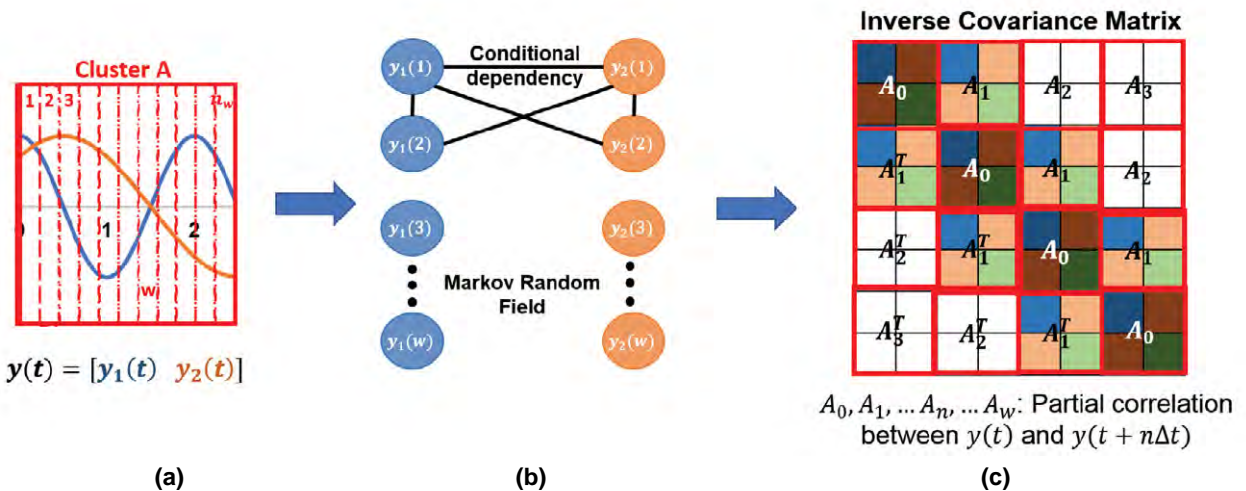 Cluster A
1 2 3 n_w
0 1 2
w
y(t) = [y₁(t) y₂(t)]
(a)
y₁(1) Conditional y₂(1)
dependency
y₁(2) y₂(2)
y₁(3) y₂(3)
Markov Random
Field
y₁(w) y₂(w)
(b)
Inverse Covariance Matrix
A₀ A₁ A₂ A₃
A₁ᵀ A₀ A₁ A₂
A₂ᵀ A₁ᵀ A₀ A₁
A₃ᵀ A₂ᵀ A₁ᵀ A₀
A₀, A₁, … Aₙ, … A_w: Partial correlation
between y(t) and y(t + nΔt)
(c)